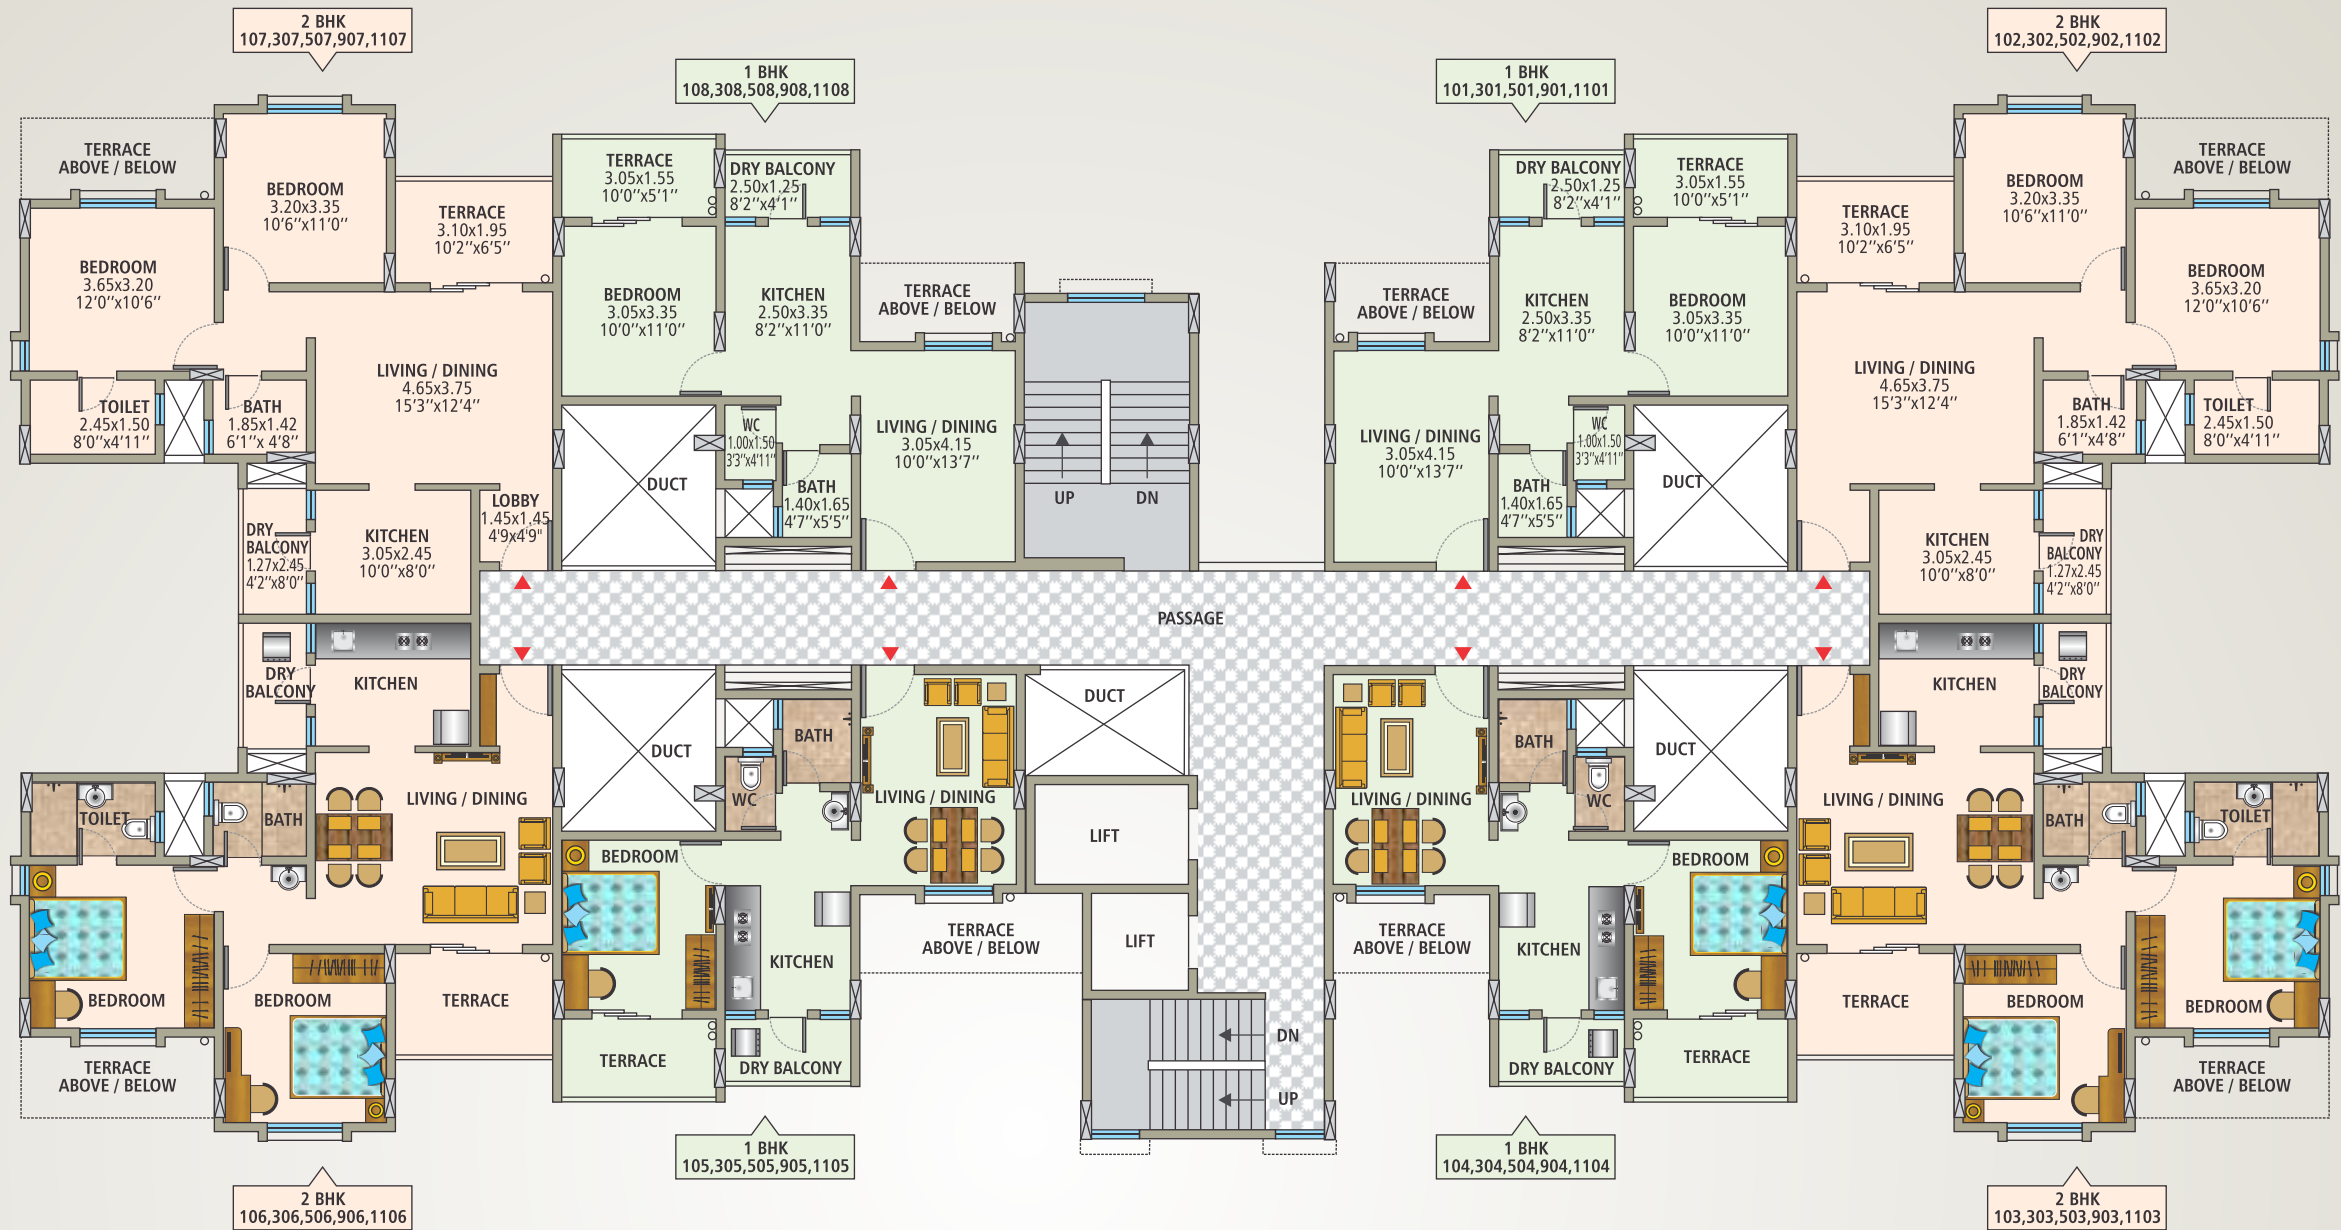 2 BHK
107,307,507,907,1107
1 BHK
108,308,508,908,1108
1 BHK
101,301,501,901,1101
2 BHK
102,302,502,902,1102
TERRACE
ABOVE / BELOW
BEDROOM
3.20x3.35
10'6''x11'0''
TERRACE
3.10x1.95
10'2''x6'5''
BEDROOM
3.65x3.20
12'0''x10'6''
LIVING / DINING
4.65x3.75
15'3''x12'4''
TOILET
2.45x1.50
8'0''x4'11''
BATH
1.85x1.42
6'1''x 4'8''
LOBBY
1.45x1.45
4'9x4'9"
DRY
BALCONY
1.27x2.45
4'2''x8'0''
KITCHEN
3.05x2.45
10'0''x8'0''
TERRACE
3.05x1.55
10'0''x5'1''
DRY BALCONY
2.50x1.25
8'2''x4'1''
BEDROOM
3.05x3.35
10'0''x11'0''
KITCHEN
2.50x3.35
8'2''x11'0''
TERRACE
ABOVE / BELOW
DUCT
WC
1.00x1.50
3'3''x4'11''
BATH
1.40x1.65
4'7''x5'5''
LIVING / DINING
3.05x4.15
10'0''x13'7''
UP
DN
DRY BALCONY
2.50x1.25
8'2''x4'1''
TERRACE
3.05x1.55
10'0''x5'1''
TERRACE
ABOVE / BELOW
KITCHEN
2.50x3.35
8'2''x11'0''
BEDROOM
3.05x3.35
10'0''x11'0''
LIVING / DINING
3.05x4.15
10'0''x13'7''
WC
1.00x1.50
3'3''x4'11''
BATH
1.40x1.65
4'7''x5'5''
DUCT
TERRACE
3.10x1.95
10'2''x6'5''
BEDROOM
3.20x3.35
10'6''x11'0''
TERRACE
ABOVE / BELOW
BEDROOM
3.65x3.20
12'0''x10'6''
LIVING / DINING
4.65x3.75
15'3''x12'4''
BATH
1.85x1.42
6'1''x4'8''
TOILET
2.45x1.50
8'0''x4'11''
KITCHEN
3.05x2.45
10'0''x8'0''
DRY
BALCONY
1.27x2.45
4'2''x8'0''
PASSAGE
DRY
BALCONY
KITCHEN
LIVING / DINING
TOILET
BATH
BEDROOM
BEDROOM
TERRACE
TERRACE
ABOVE / BELOW
DUCT
BATH
WC
LIVING / DINING
BEDROOM
KITCHEN
TERRACE
ABOVE / BELOW
TERRACE
DRY BALCONY
DUCT
LIFT
LIFT
DN
UP
BATH
WC
LIVING / DINING
DUCT
BEDROOM
TERRACE
ABOVE / BELOW
KITCHEN
DRY BALCONY
TERRACE
KITCHEN
DRY
BALCONY
LIVING / DINING
BATH
TOILET
TERRACE
BEDROOM
BEDROOM
TERRACE
ABOVE / BELOW
1 BHK
105,305,505,905,1105
1 BHK
104,304,504,904,1104
2 BHK
106,306,506,906,1106
2 BHK
103,303,503,903,1103